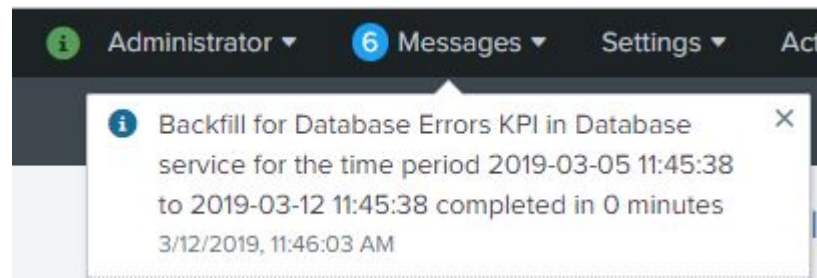 Administrator 6 Messages Settings Act
Backfill for Database Errors KPI in Database
service for the time period 2019-03-05 11:45:38
to 2019-03-12 11:45:38 completed in 0 minutes
3/12/2019, 11:46:03 AM